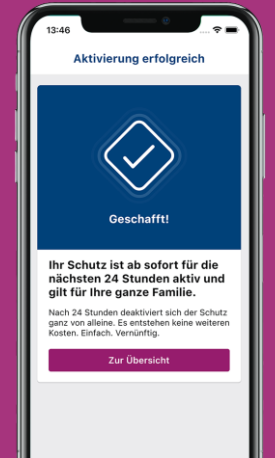 13:46
Aktivierung erfolgreich
Geschafft!
Ihr Schutz ist ab sofort für die
nächsten 24 Stunden aktiv und
gilt für Ihre ganze Familie.
Nach 24 Stunden deaktiviert sich der Schutz
ganz von alleine. Es entstehen keine weiteren
Kosten. Einfach. Vernünftig.
Zur Übersicht